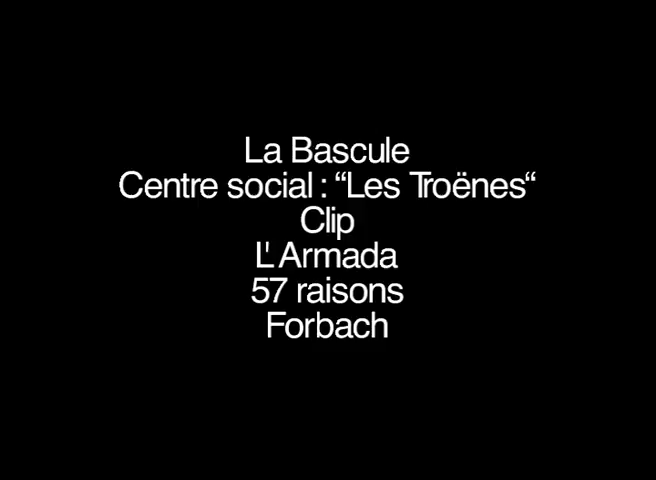 La Bascule
Centre social : “Les Troënes“
Clip
L' Armada
57 raisons
Forbach